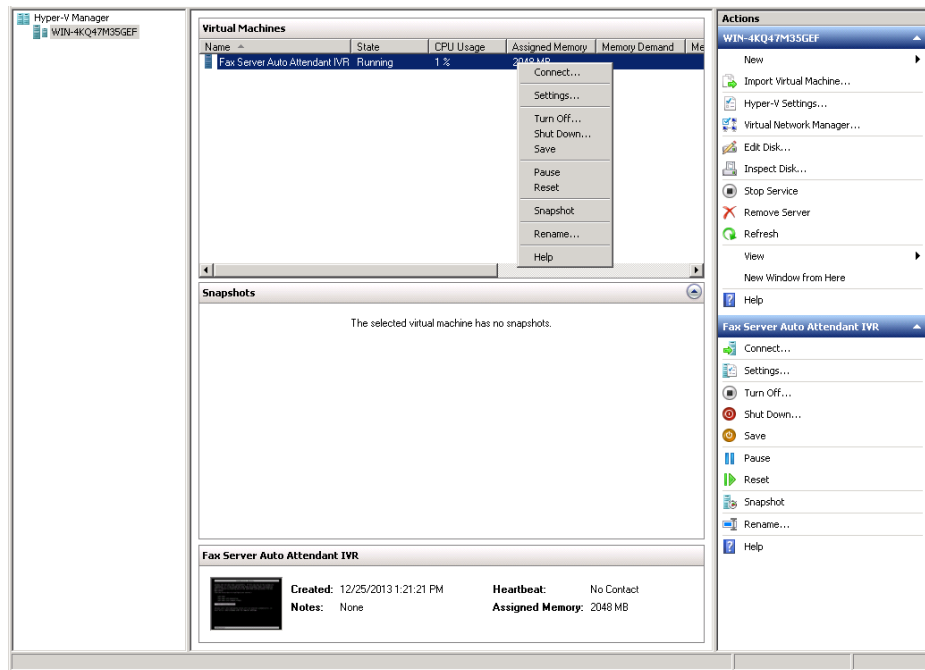 Hyper-V Manager
WIN-4KQ47M35GEF
Virtual Machines
Name State CPU Usage Assigned Memory Memory Demand Me
Fax Server Auto Attendant IVR Running 1 % 2048 MB
Connect...
Settings...
Turn Off...
Shut Down...
Save
Pause
Reset
Snapshot
Rename...
Help
Snapshots
The selected virtual machine has no snapshots.
Fax Server Auto Attendant IVR
Created: 12/25/2013 1:21:21 PM Heartbeat: No Contact
Notes: None Assigned Memory: 2048 MB
Actions
WIN-4KQ47M35GEF
New
Import Virtual Machine...
Hyper-V Settings...
Virtual Network Manager...
Edit Disk...
Inspect Disk...
Stop Service
Remove Server
Refresh
View
New Window from Here
Help
Fax Server Auto Attendant IVR
Connect...
Settings...
Turn Off...
Shut Down...
Save
Pause
Reset
Snapshot
Rename...
Help